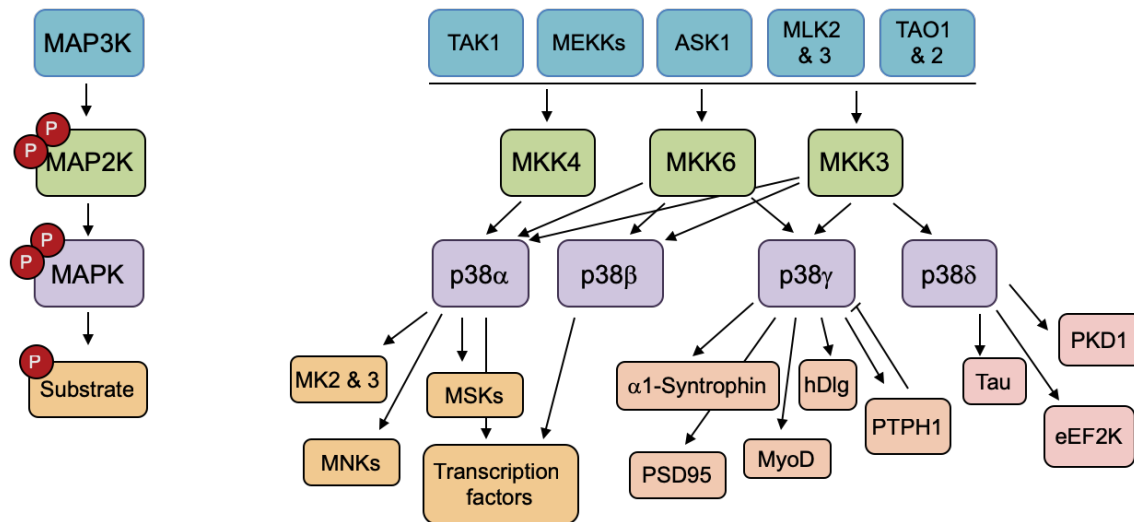 MAP3K
P
P
MAP2K
P
P
MAPK
P
Substrate
TAK1
MEKKs
ASK1
MLK2
& 3
TAO1
& 2
MKK4
MKK6
MKK3
p38α
p38β
p38γ
p38δ
MK2 & 3
MSKs
MNKs
Transcription
factors
α1-Syntrophin
hDlg
PTPH1
PSD95
MyoD
Tau
PKD1
eEF2K